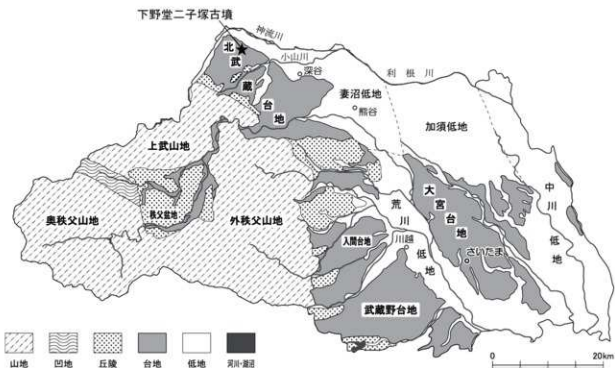 下野堂二子塚古墳
神流川
北武蔵台地
小山川
深谷
利根川
妻沼低地
熊谷
加須低地
上武山地
奥秩父山地
秩父盆地
外秩父山地
荒川低地
大宮台地
中川低地
入間台地
川越
さいたま
武蔵野台地
山地
凹地
丘陵
台地
低地
河川・湖沼
0
20km